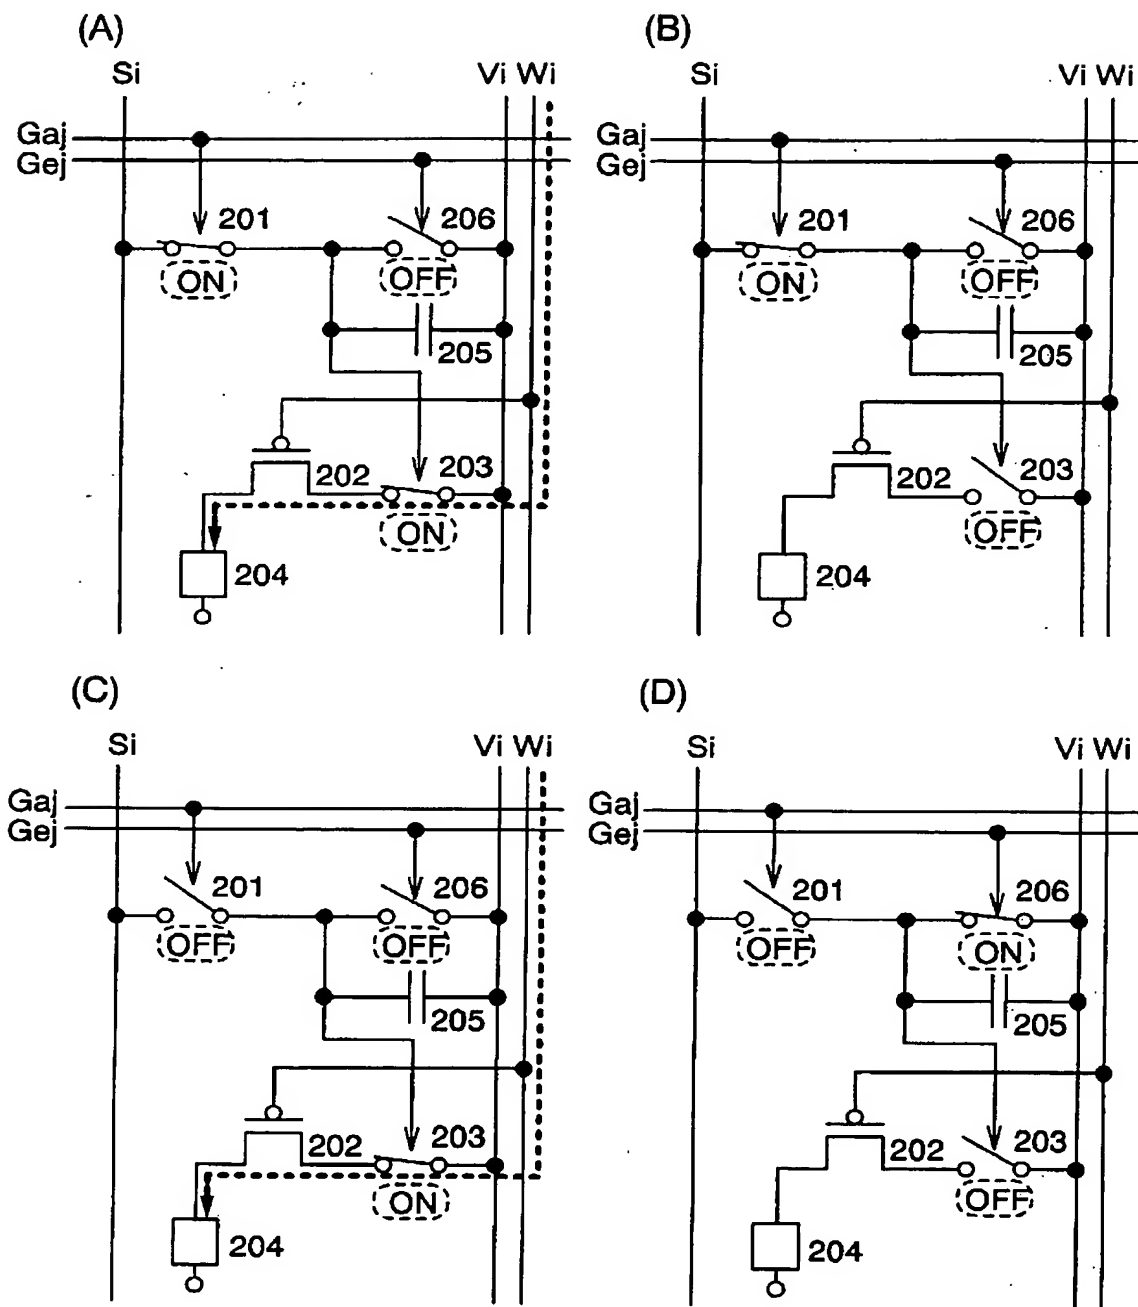 (A)
Si Vi Wi
Gaj
Gej
201 206
ON OFF
205
202 203
ON
204
(B)
Si Vi Wi
Gaj
Gej
201 206
ON OFF
205
202 203
OFF
204
(C)
Si Vi Wi
Gaj
Gej
201 206
OFF OFF
205
202 203
ON
204
(D)
Si Vi Wi
Gaj
Gej
201 206
OFF ON
205
202 203
OFF
204